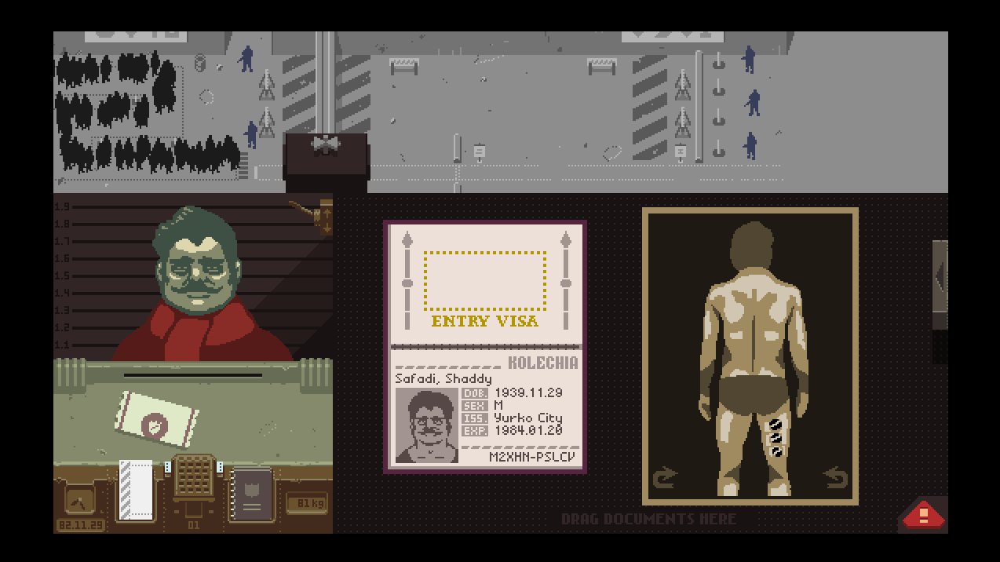 1.9
1.8
1.7
1.6
1.5
1.4
1.3
1.2
1.1
ENTRY VISA
KOLECHIA
Safadi, Shaddy
DOB. 1939.11.29
SEX M
ISS. Yurko City
EXP. 1984.01.20
M2XHN-PSLCV
82.11.29
01
81kg
DRAG DOCUMENTS HERE